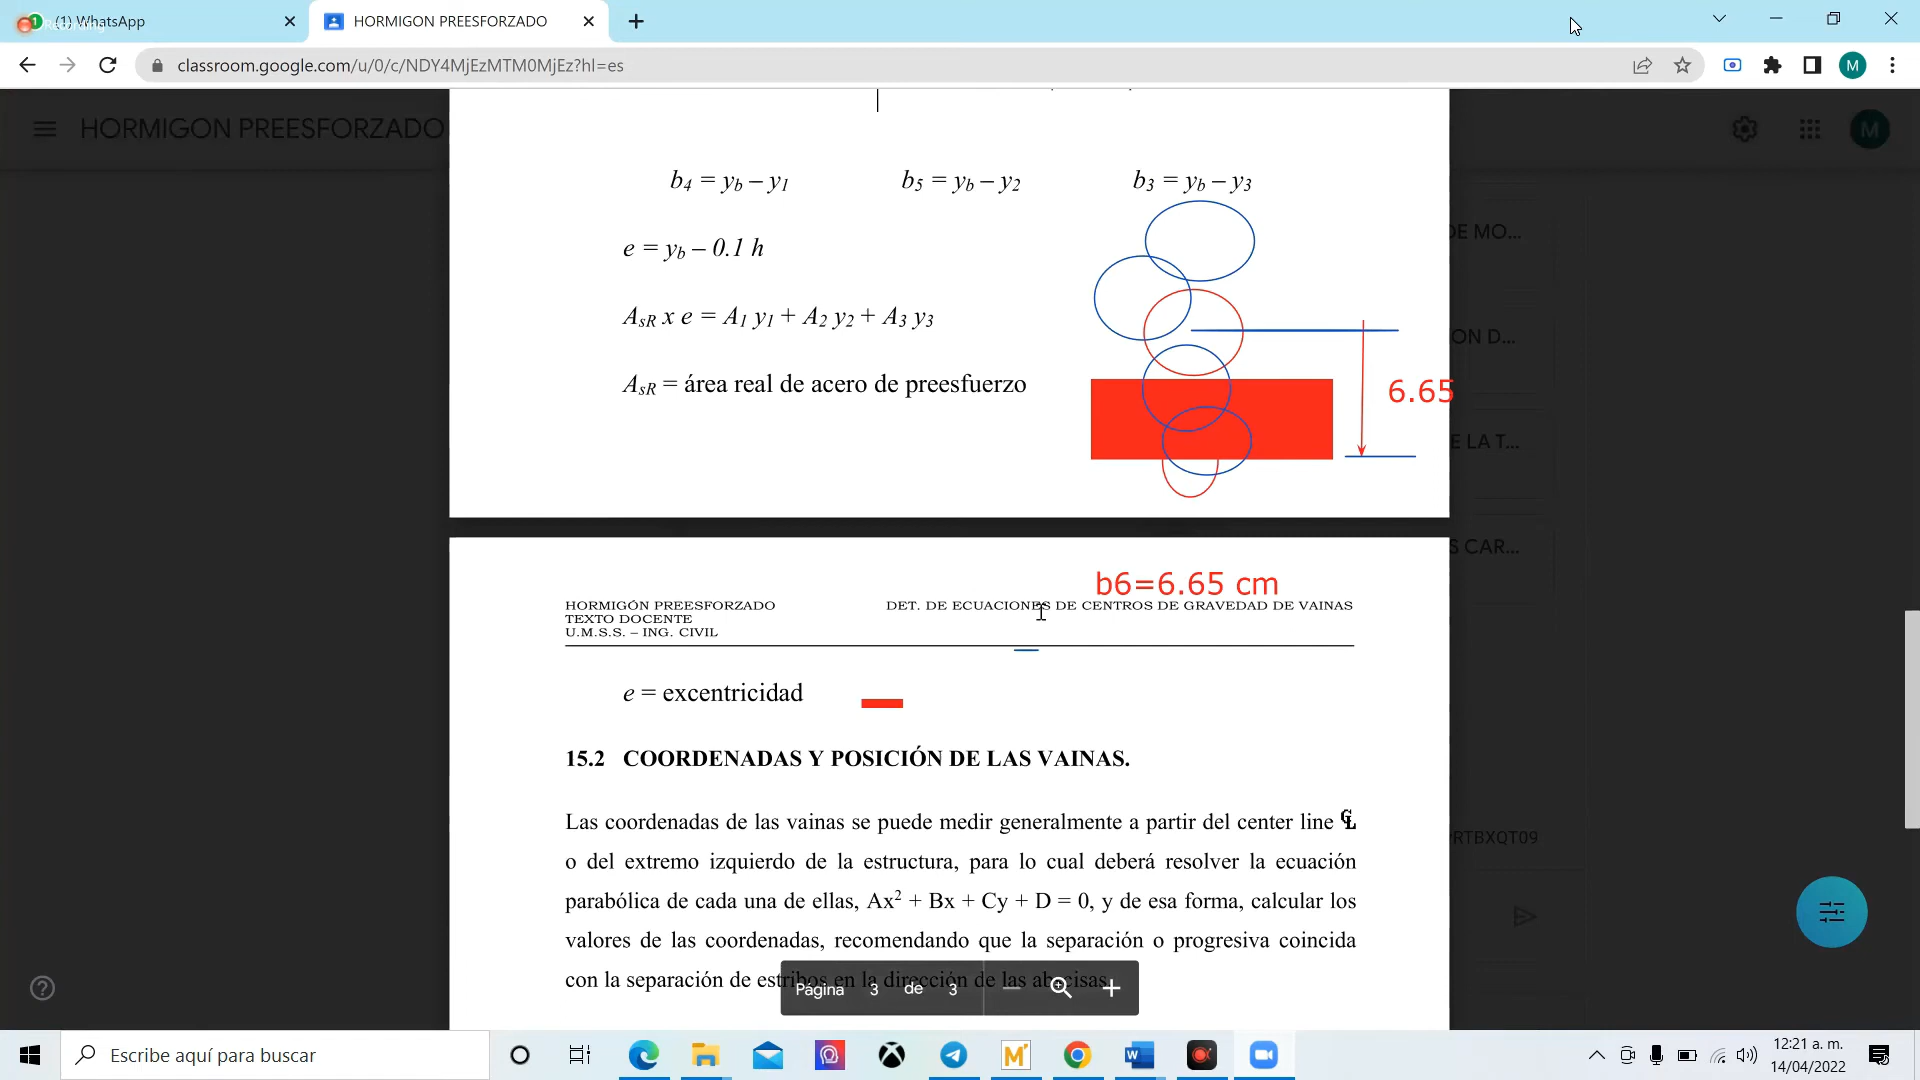 (1) WhatsApp
HORMIGON PREESFORZADO
classroom.google.com/u/0/c/NDY4MjEzMTM0MjEz?hl=es
M
HORMIGON PREESFORZADO
M
b4 = yb – y1
b5 = yb – y2
b3 = yb – y3
DE MO...
e = yb – 0.1 h
AsR x e = A1 y1 + A2 y2 + A3 y3
ON D...
AsR = área real de acero de preesfuerzo
6.65
E LA T...
S CAR...
b6=6.65 cm
HORMIGÓN PREESFORZADO
DET. DE ECUACIONES DE CENTROS DE GRAVEDAD DE VAINAS
TEXTO DOCENTE
U.M.S.S. – ING. CIVIL
e = excentricidad
15.2 COORDENADAS Y POSICIÓN DE LAS VAINAS.
Las coordenadas de las vainas se puede medir generalmente a partir del center line ℄
RTBXQT09
o del extremo izquierdo de la estructura, para lo cual deberá resolver la ecuación
parabólica de cada una de ellas, Ax² + Bx + Cy + D = 0, y de esa forma, calcular los
valores de las coordenadas, recomendando que la separación o progresiva coincida
con la separación de estribos en la dirección de las abscisas.
Página 3 de 3
Escribe aquí para buscar
12:21 a. m.
14/04/2022